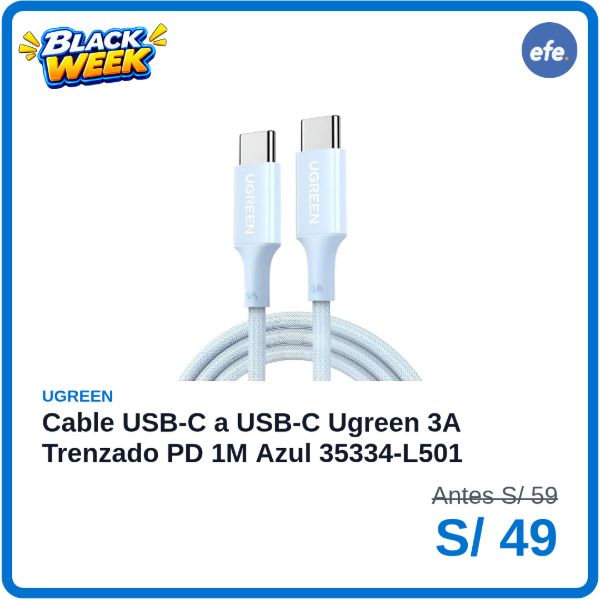 BLACK
WEEK
efe.
UGREEN
UGREEN
5A
UGREEN
Cable USB-C a USB-C Ugreen 3A
Trenzado PD 1M Azul 35334-L501
Antes S/ 59
S/ 49